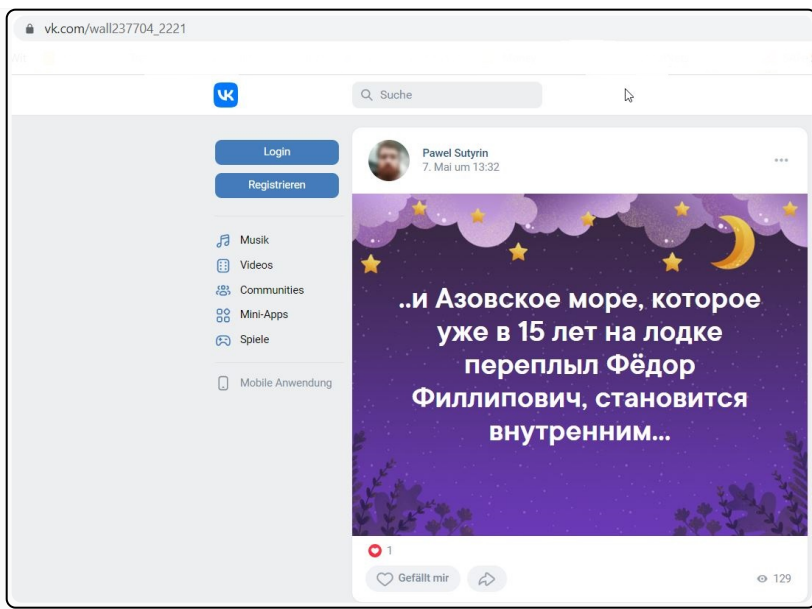 vk.com/wall237704_2221
Suche
Login
Registrieren
Musik
Videos
Communities
Mini-Apps
Spiele
Mobile Anwendung
Pawel Sutyrin
7. Mai um 13:32
..и Азовское море, которое
уже в 15 лет на лодке
переплыл Фёдор
Филлипович, становится
внутренним...
1
Gefällt mir
129